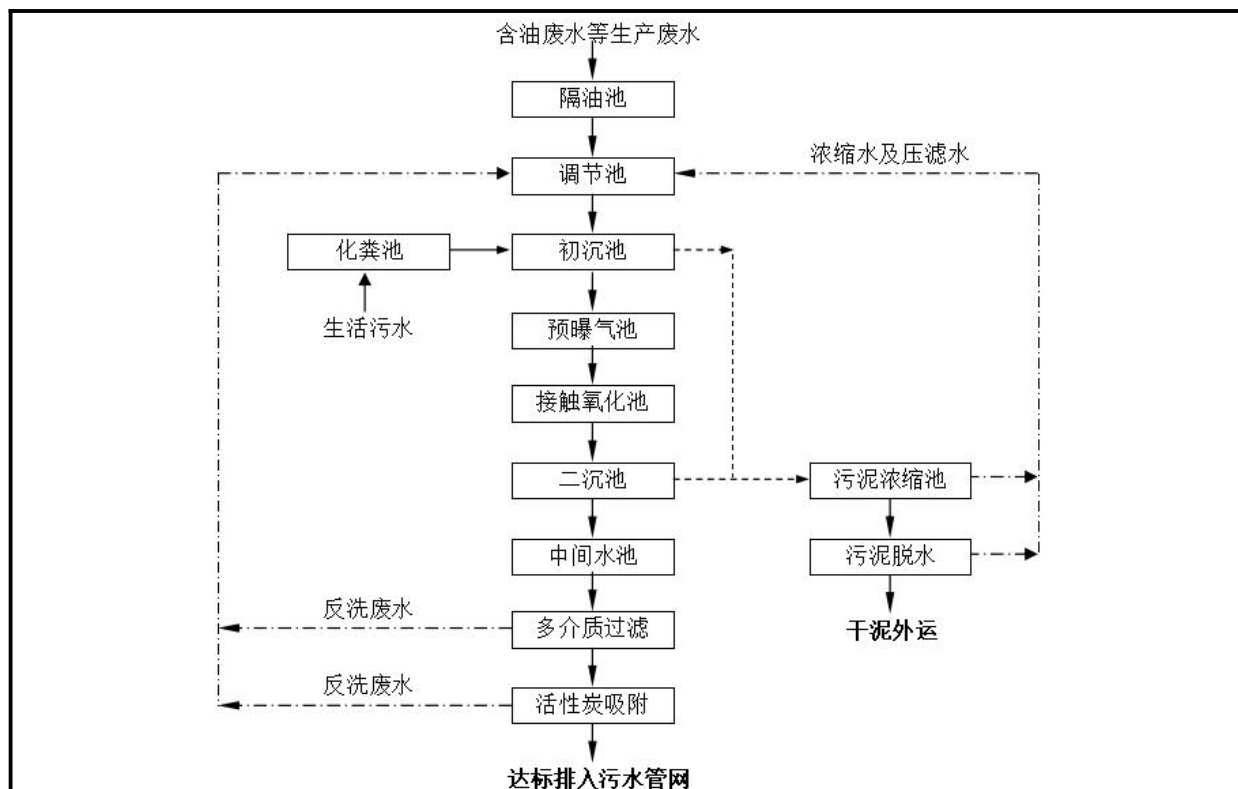 含油废水等生产废水
隔油池
浓缩水及压滤水
调节池
化粪池
初沉池
生活污水
预曝气池
接触氧化池
二沉池
污泥浓缩池
中间水池
污泥脱水
反洗废水
多介质过滤
干泥外运
反洗废水
活性炭吸附
达标排入污水管网